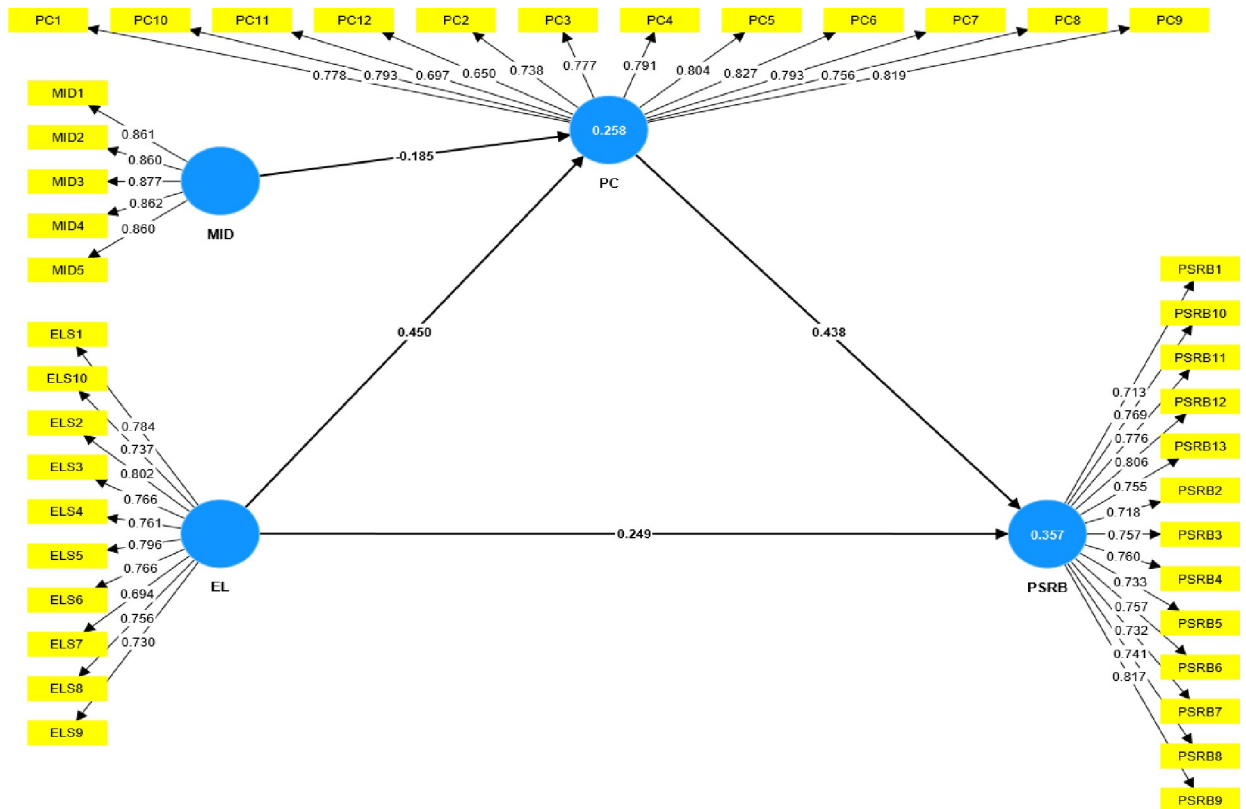 PC1 PC10 PC11 PC12 PC2 PC3 PC4 PC5 PC6 PC7 PC8 PC9
0.778 0.793 0.697 0.650 0.738 0.777 0.791 0.804 0.827 0.793 0.756 0.819
0.258
PC
MID1
MID2
MID3
MID4
MID5
0.861
0.860
0.877
0.862
0.860
MID
-0.185
0.450
0.438
ELS1
ELS10
ELS2
ELS3
ELS4
ELS5
ELS6
ELS7
ELS8
ELS9
0.784
0.737
0.802
0.766
0.761
0.796
0.766
0.694
0.756
0.730
EL
0.249
0.357
PSRB
0.713
0.769
0.776
0.806
0.755
0.718
0.757
0.760
0.733
0.757
0.732
0.741
0.817
PSRB1
PSRB10
PSRB11
PSRB12
PSRB13
PSRB2
PSRB3
PSRB4
PSRB5
PSRB6
PSRB7
PSRB8
PSRB9